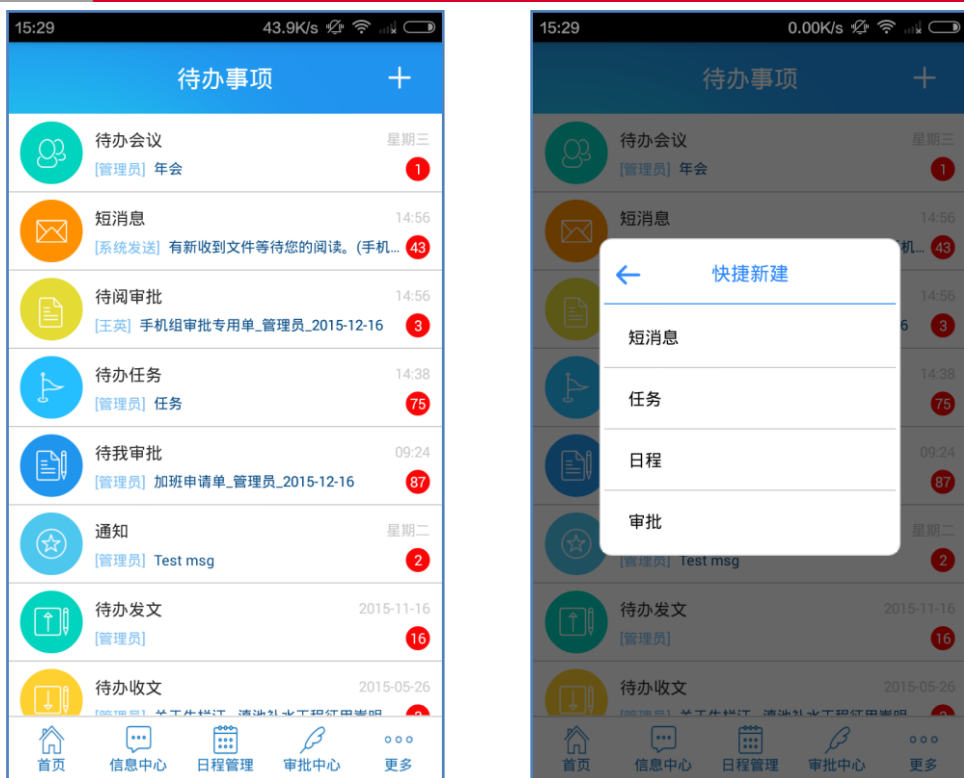 15:29
43.9K/s
待办事项
+
待办会议
星期三
[管理员] 年会
1
短消息
14:56
[系统发送] 有新收到文件等待您的阅读。(手机...
43
待阅审批
14:56
[王英] 手机组审批专用单_管理员_2015-12-16
3
待办任务
14:38
[管理员] 任务
75
待我审批
09:24
[管理员] 加班申请单_管理员_2015-12-16
87
通知
星期二
[管理员] Test msg
2
待办发文
2015-11-16
[管理员]
16
待办收文
2015-05-26
首页
信息中心
日程管理
审批中心
更多
15:29
0.00K/s
待办事项
+
待办会议
星期三
[管理员] 年会
1
短消息
14:56
机...
43
14:56
6
3
14:38
75
09:24
87
快捷新建
短消息
任务
日程
审批
星期二
[管理员] Test msg
2
待办发文
2015-11-16
[管理员]
16
待办收文
2015-05-26
首页
信息中心
日程管理
审批中心
更多